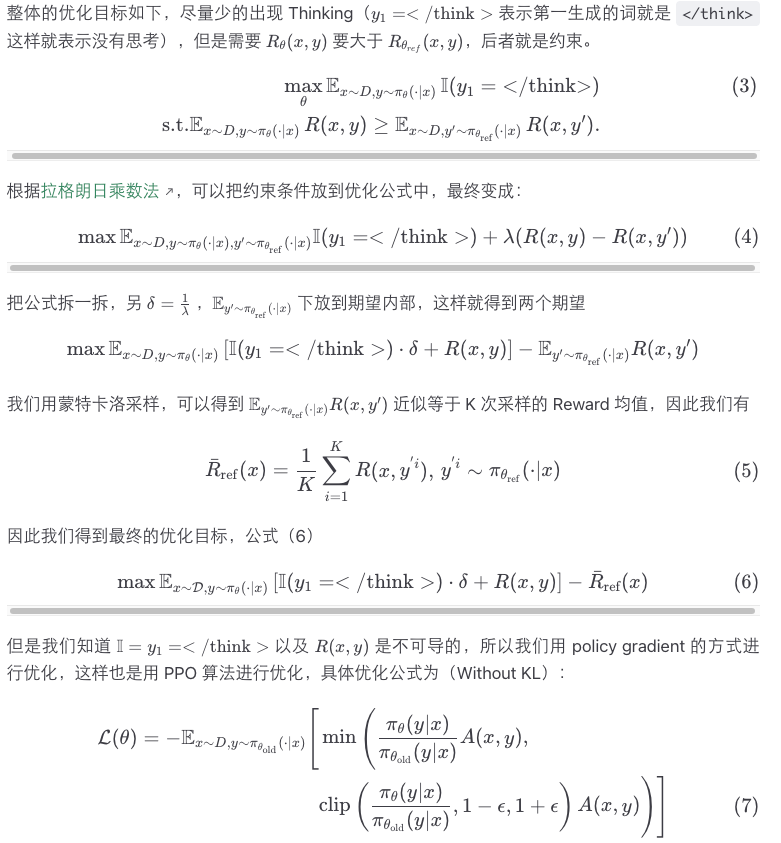 整体的优化目标如下，尽量少的出现 Thinking（$y_1 =< /\text{think} >$ 表示第一生成的词就是 </think>
这样就表示没有思考），但是需要 $R_\theta(x, y)$ 要大于 $R_{\theta_{ref}}(x, y)$，后者就是约束。
$\max_\theta \mathbb{E}_{x\sim D,y\sim\pi_\theta(\cdot|x)} \mathbb{I}(y_1 = </\text{think}>)$ (3)
$\text{s.t.}\mathbb{E}_{x\sim D,y\sim\pi_\theta(\cdot|x)} R(x, y) \geq \mathbb{E}_{x\sim D,y'\sim\pi_{\theta_{\text{ref}}}(\cdot|x)} R(x, y').$
根据拉格朗日乘数法↗，可以把约束条件放到优化公式中，最终变成：
$\max \mathbb{E}_{x\sim D,y\sim\pi_\theta(\cdot|x),y'\sim\pi_{\theta_{\text{ref}}}(\cdot|x)} \mathbb{I}(y_1 =< /\text{think} >) + \lambda(R(x, y) - R(x, y'))$ (4)
把公式拆一拆，另 $\delta = \frac{1}{\lambda}$ ，$\mathbb{E}_{y'\sim\pi_{\theta_{\text{ref}}}(\cdot|x)}$ 下放到期望内部，这样就得到两个期望
$\max \mathbb{E}_{x\sim D,y\sim\pi_\theta(\cdot|x)} [\mathbb{I}(y_1 =< /\text{think} >) \cdot \delta + R(x, y)] - \mathbb{E}_{y'\sim\pi_{\theta_{\text{ref}}}(\cdot|x)} R(x, y')$
我们用蒙特卡洛采样，可以得到 $\mathbb{E}_{y'\sim\pi_{\theta_{\text{ref}}}(\cdot|x)} R(x, y')$ 近似等于 K 次采样的 Reward 均值，因此我们有
$\bar{R}_{\text{ref}}(x) = \frac{1}{K} \sum_{i=1}^{K} R(x, y^{'i}), \, y^{'i} \sim \pi_{\theta_{\text{ref}}}(\cdot|x)$ (5)
因此我们得到最终的优化目标，公式（6）
$\max \mathbb{E}_{x\sim\mathcal{D},y\sim\pi_\theta(\cdot|x)} [\mathbb{I}(y_1 =< /\text{think} >) \cdot \delta + R(x, y)] - \bar{R}_{\text{ref}}(x)$ (6)
但是我们知道 $\mathbb{I} = y_1 =< /\text{think} >$ 以及 $R(x, y)$ 是不可导的，所以我们用 policy gradient 的方式进
行优化，这样也是用 PPO 算法进行优化，具体优化公式为（Without KL）：
$\mathcal{L}(\theta) = -\mathbb{E}_{x\sim D,y\sim\pi_{\theta_{\text{old}}}(\cdot|x)} \Bigg[ \min \Bigg( \frac{\pi_\theta(y|x)}{\pi_{\theta_{\text{old}}}(y|x)} A(x, y),$
$\text{clip} \left( \frac{\pi_\theta(y|x)}{\pi_{\theta_{\text{old}}}(y|x)}, 1 - \epsilon, 1 + \epsilon \right) A(x, y) \Bigg) \Bigg]$ (7)